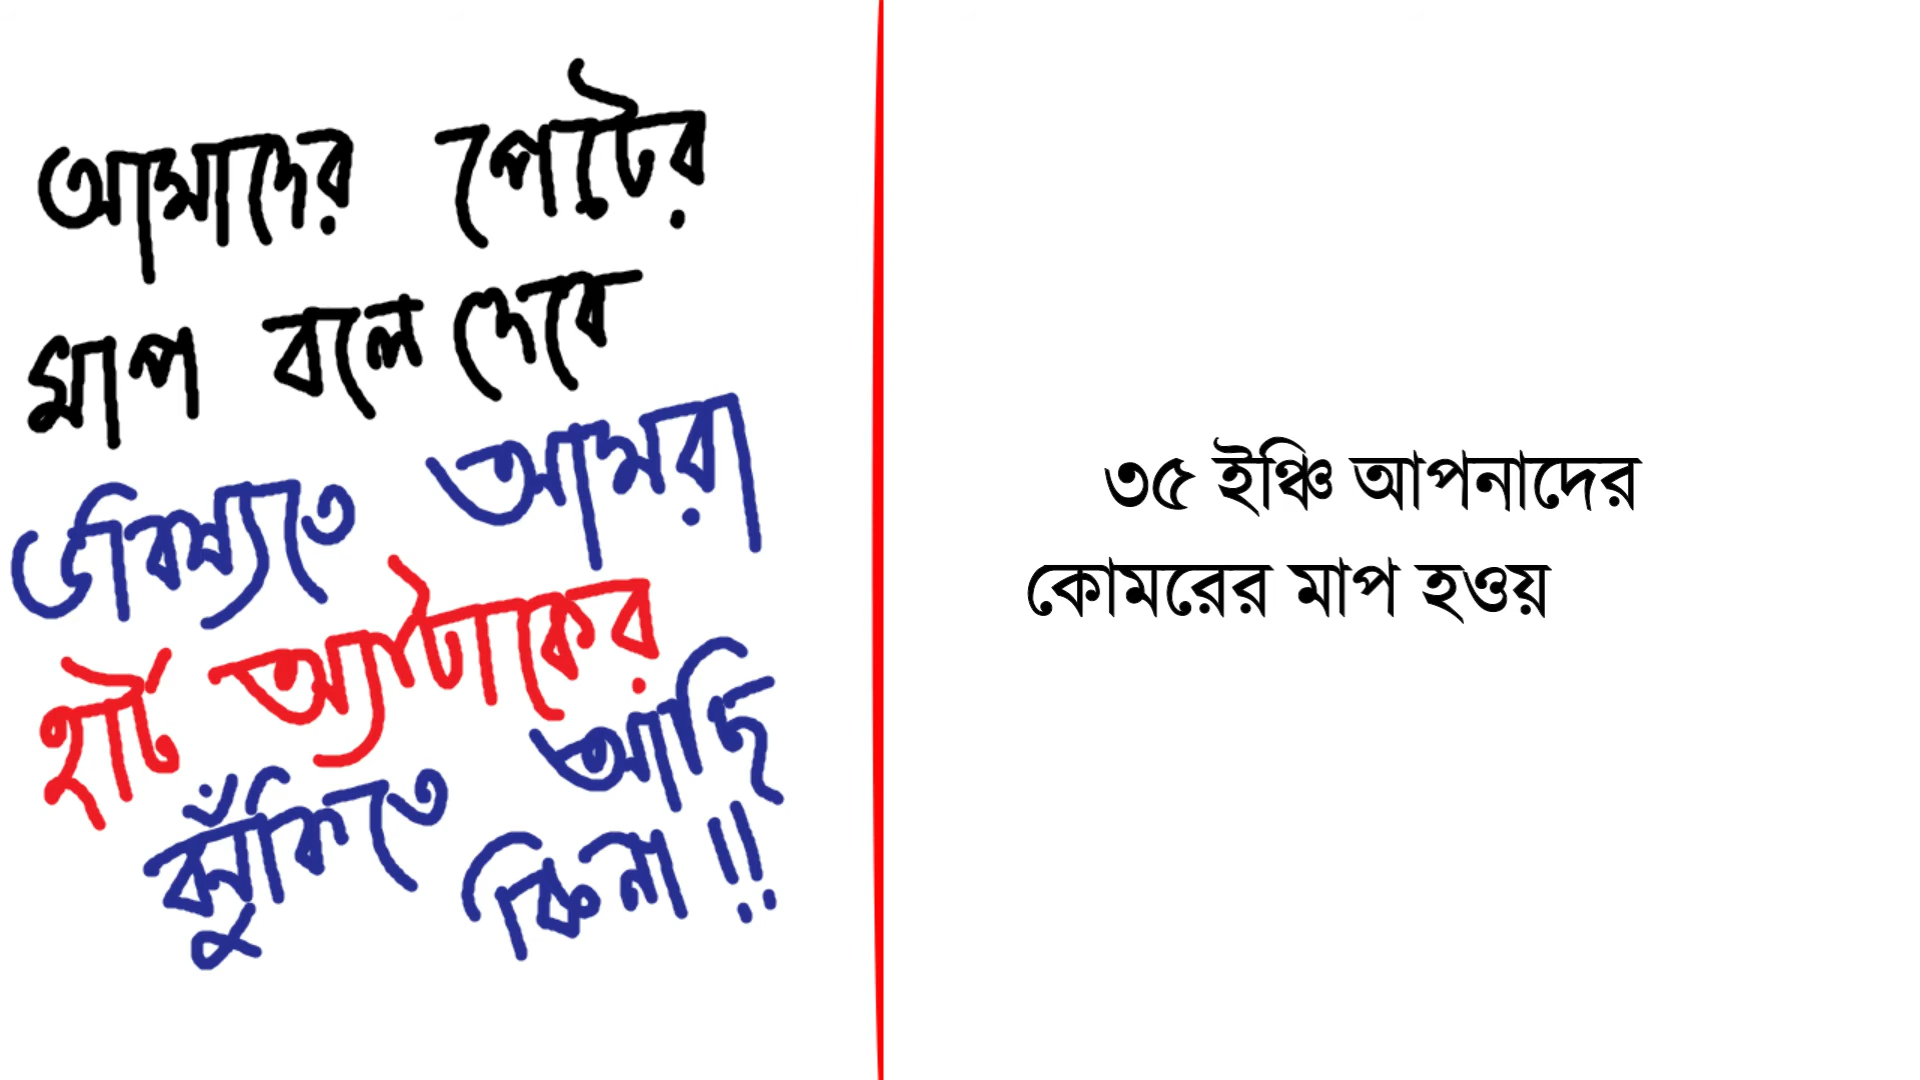 আমাদের পেটের
মাপ বলে দেবে
ভবিষ্যতে আমরা
হার্ট অ্যাটাকের
ঝুঁকিতে আছি
কিনা !!
৩৫ ইঞ্চি আপনাদের
কোমরের মাপ হওয়